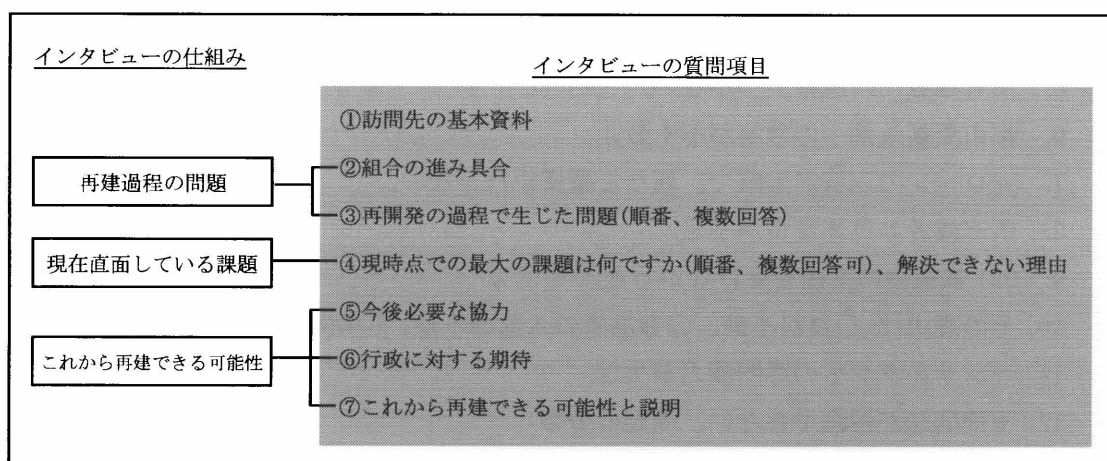 インタビューの仕組み
インタビューの質問項目
①訪問先の基本資料
再建過程の問題
②組合の進み具合
③再開発の過程で生じた問題(順番、複数回答)
現在直面している課題
④現時点での最大の課題は何ですか(順番、複数回答可)、解決できない理由
これから再建できる可能性
⑤今後必要な協力
⑥行政に対する期待
⑦これから再建できる可能性と説明